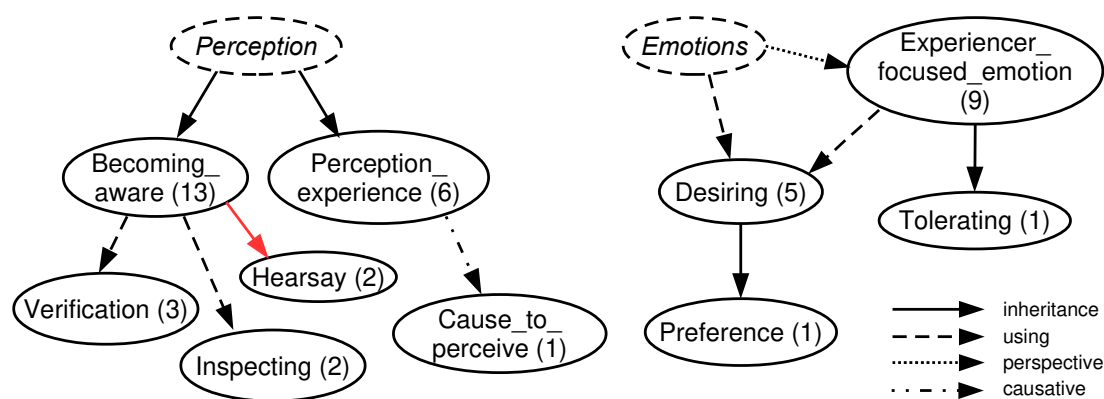 Perception
Emotions
Experiencer_
focused_emotion
(9)
Becoming_
aware (13)
Perception_
experience (6)
Desiring (5)
Tolerating (1)
Hearsay (2)
Verification (3)
Inspecting (2)
Cause_to_
perceive (1)
Preference (1)
inheritance
using
perspective
causative